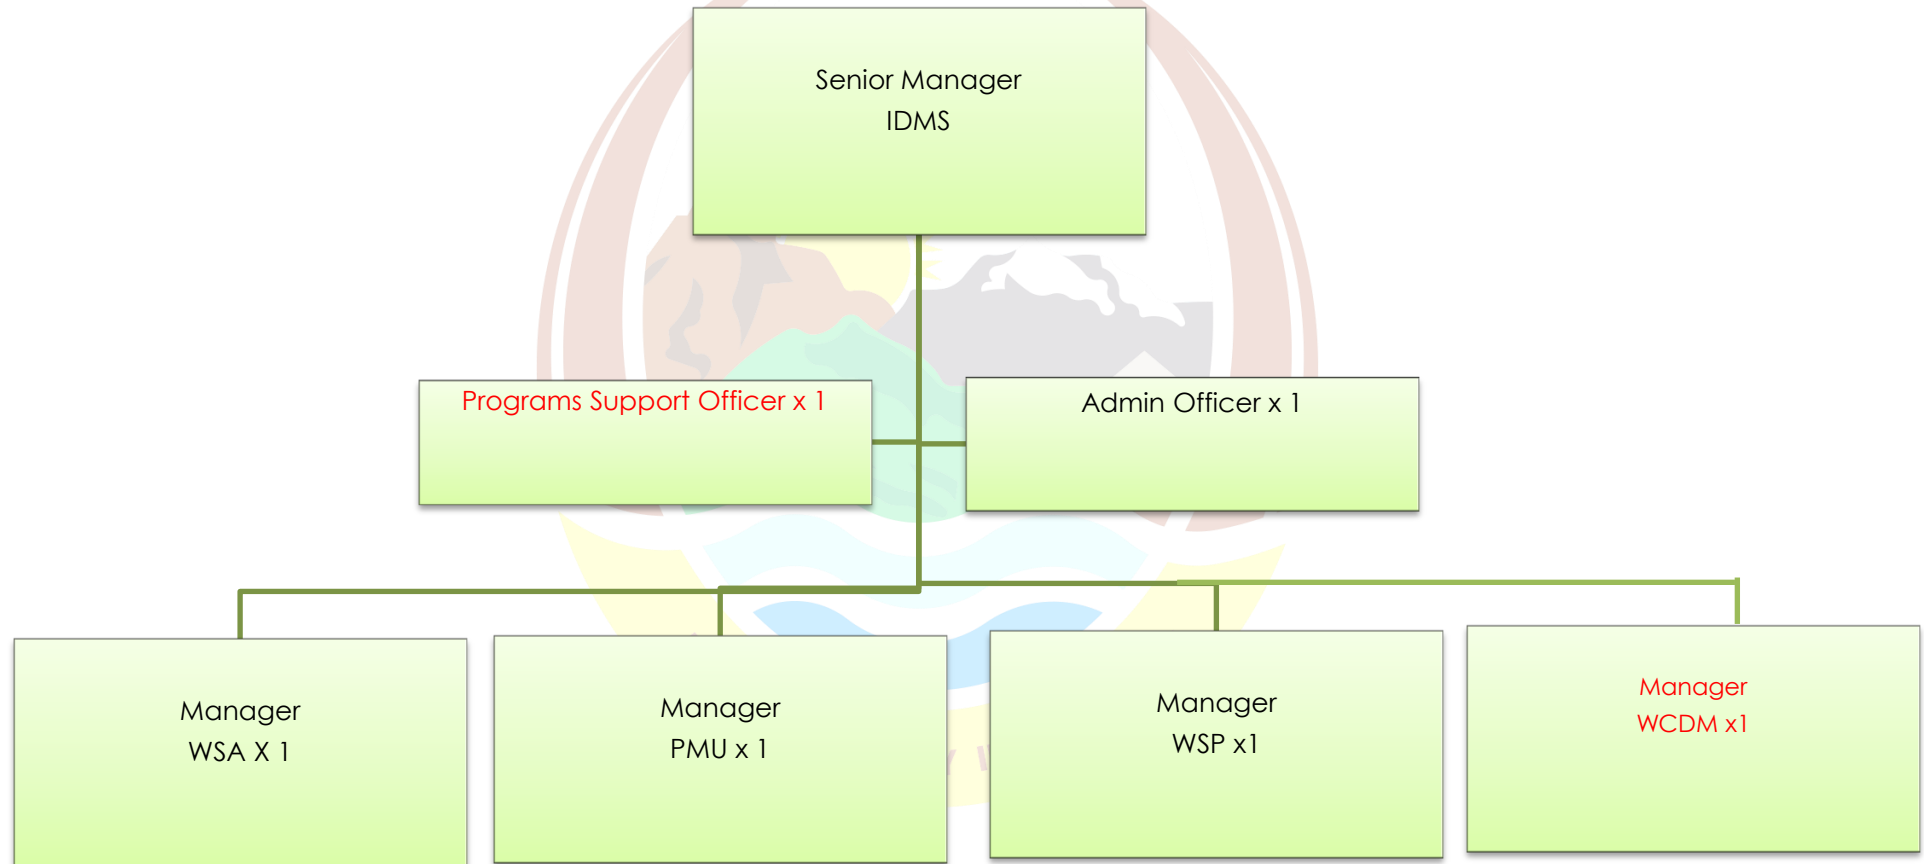 Senior Manager
IDMS
Programs Support Officer x 1
Admin Officer x 1
Manager
WSA X 1
Manager
PMU x 1
Manager
WSP x1
Manager
WCDM x1